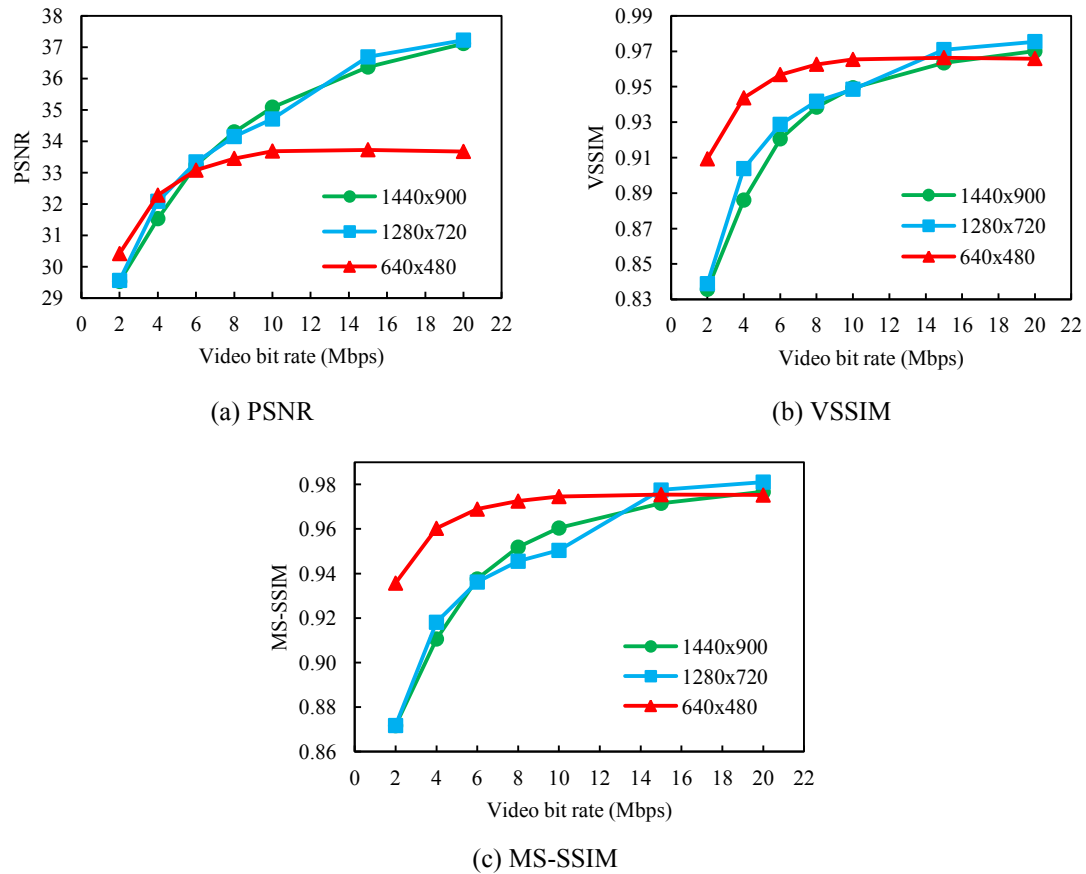 38
37
36
35
34
33
32
31
30
29
PSNR
1440x900
1280x720
640x480
0 2 4 6 8 10 12 14 16 18 20 22
Video bit rate (Mbps)
(a) PSNR
0.99
0.97
0.95
0.93
0.91
0.89
0.87
0.85
0.83
VSSIM
1440x900
1280x720
640x480
0 2 4 6 8 10 12 14 16 18 20 22
Video bit rate (Mbps)
(b) VSSIM
0.98
0.96
0.94
0.92
0.90
0.88
0.86
MS-SSIM
1440x900
1280x720
640x480
0 2 4 6 8 10 12 14 16 18 20 22
Video bit rate (Mbps)
(c) MS-SSIM